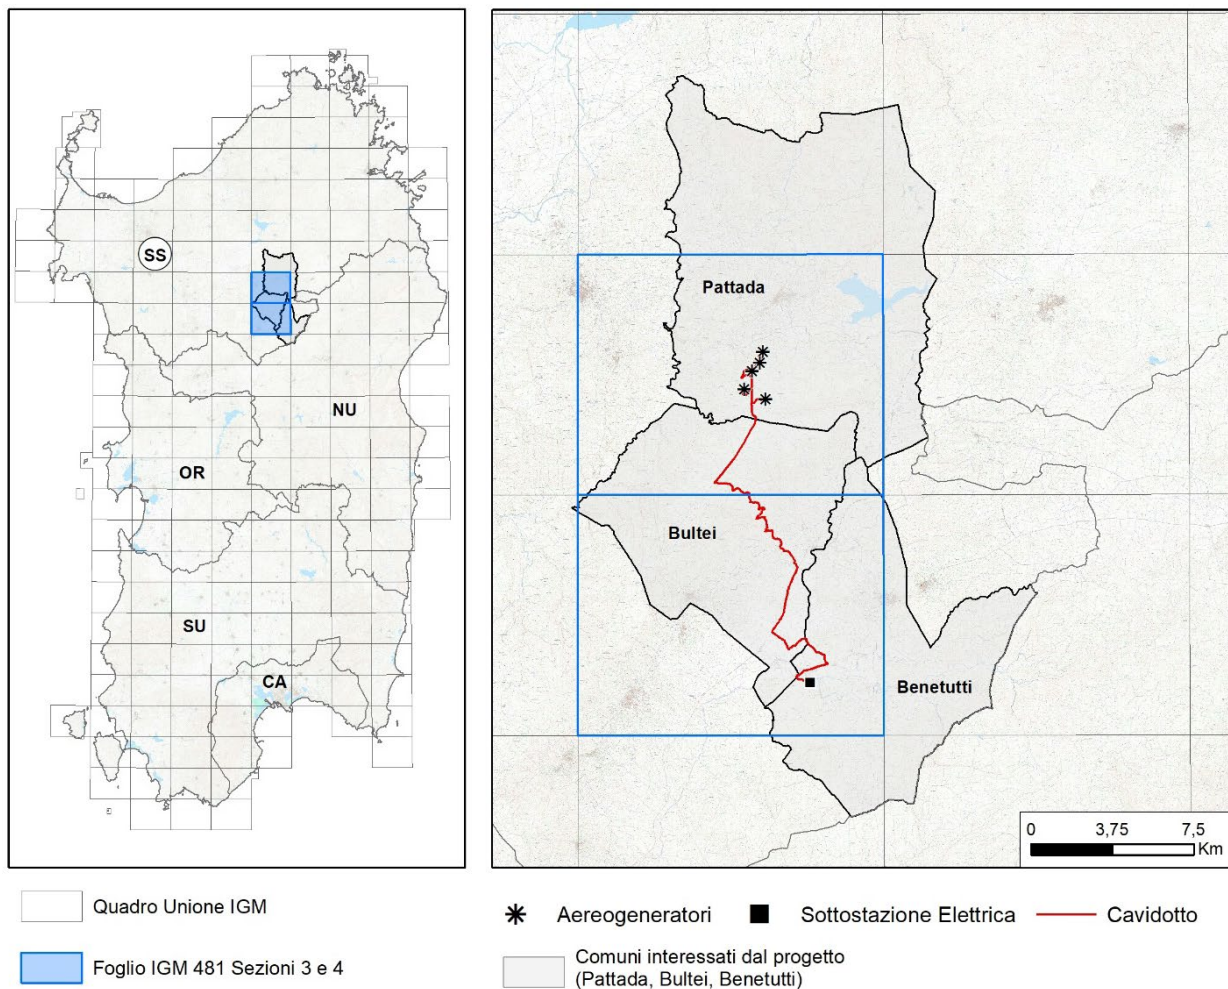 SS
NU
OR
SU
CA
Pattada
Bultei
Benetutti
0 3,75 7,5
Km
Quadro Unione IGM
Foglio IGM 481 Sezioni 3 e 4
Aereogeneratori
Sottostazione Elettrica
Cavidotto
Comuni interessati dal progetto
(Pattada, Bultei, Benetutti)